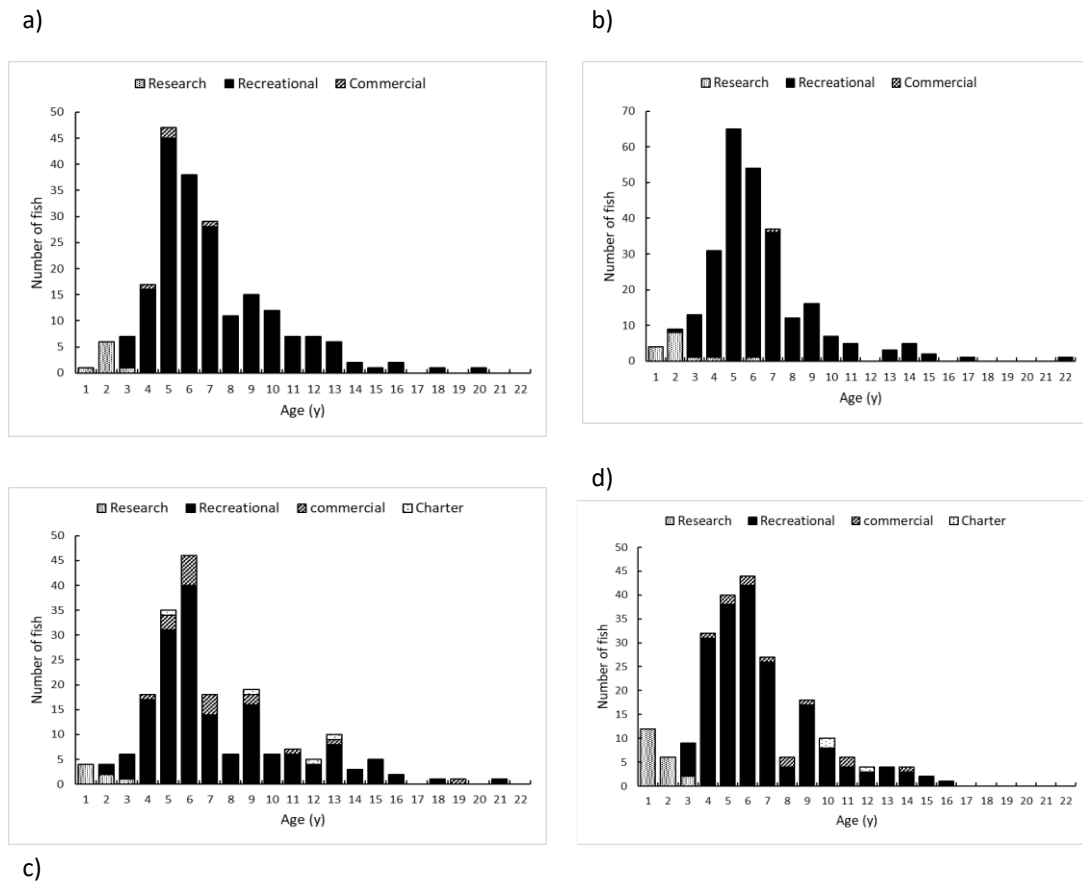 a)
b)
Research Recreational Commercial
50
45
40
35
30
25
20
15
10
5
0
Number of fish
1 2 3 4 5 6 7 8 9 10 11 12 13 14 15 16 17 18 19 20 21 22
Age (y)
Research Recreational Commercial
70
60
50
40
30
20
10
0
Number of fish
1 2 3 4 5 6 7 8 9 10 11 12 13 14 15 16 17 18 19 20 21 22
Age (y)
d)
Research Recreational commercial Charter
50
45
40
35
30
25
20
15
10
5
0
Number of fish
1 2 3 4 5 6 7 8 9 10 11 12 13 14 15 16 17 18 19 20 21 22
Age (y)
Research Recreational commercial Charter
50
45
40
35
30
25
20
15
10
5
0
Number of fish
1 2 3 4 5 6 7 8 9 10 11 12 13 14 15 16 17 18 19 20 21 22
Age (y)
c)